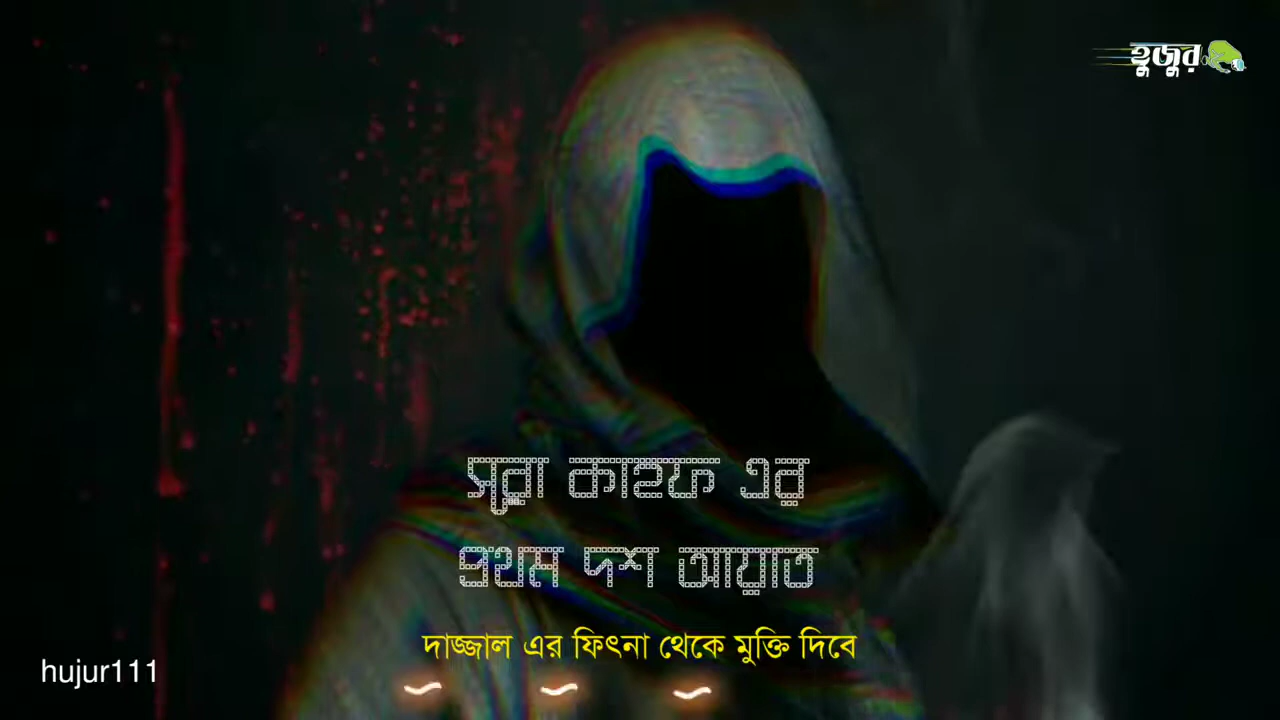 হুজুর
সূরা কাহফ এর
প্রথম দশ আয়াত
দাজ্জাল এর ফিৎনা থেকে মুক্তি দিবে
hujur111